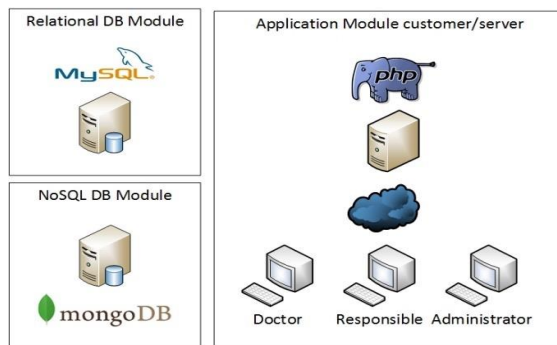 Relational DB Module
MySQL®
NoSQL DB Module
mongoDB
Application Module customer/server
php
Doctor
Responsible
Administrator